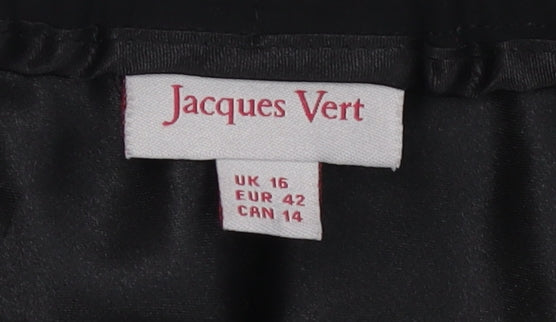 Jacques Vert
UK 16
EUR 42
CAN 14